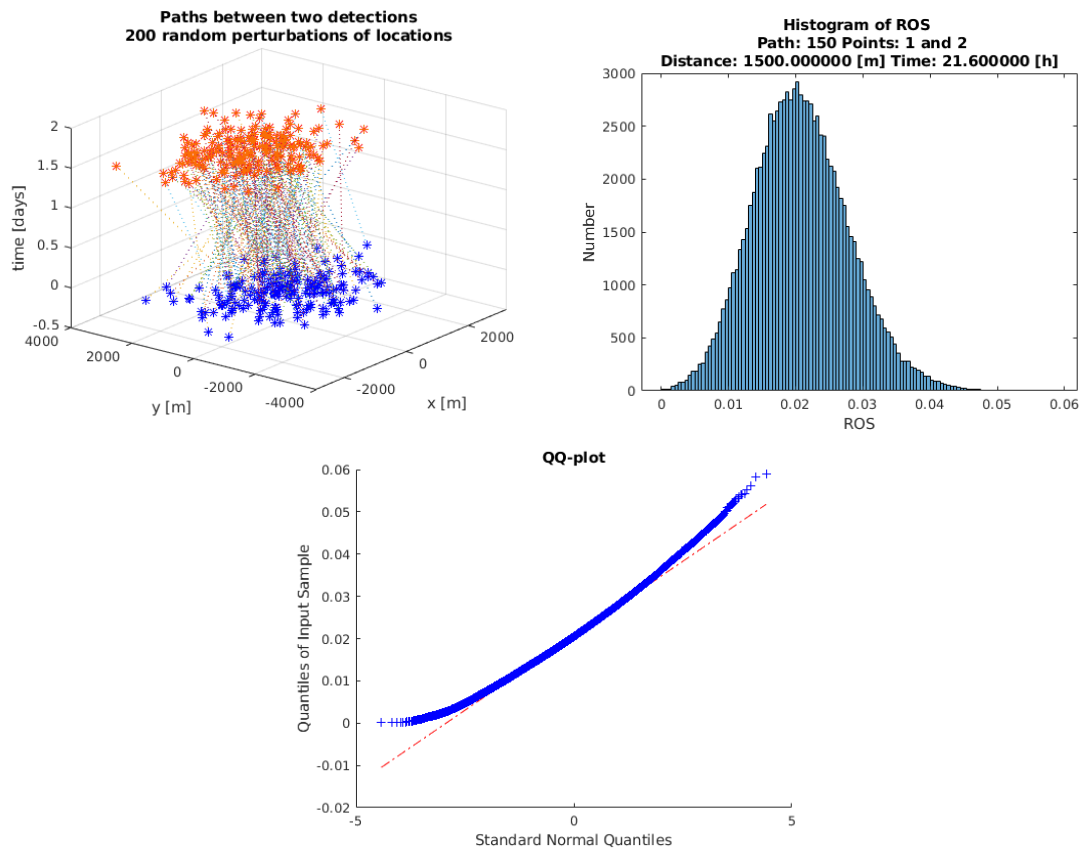 Paths between two detections
200 random perturbations of locations
time [days]
2
1.5
1
0.5
0
-0.5
4000
2000
0
-2000
-4000
y [m]
-2000
0
2000
x [m]
Histogram of ROS
Path: 150 Points: 1 and 2
Distance: 1500.000000 [m] Time: 21.600000 [h]
Number
3000
2500
2000
1500
1000
500
0
0 0.01 0.02 0.03 0.04 0.05 0.06
ROS
QQ-plot
Quantiles of Input Sample
0.06
0.05
0.04
0.03
0.02
0.01
0
-0.01
-0.02
-5 0 5
Standard Normal Quantiles